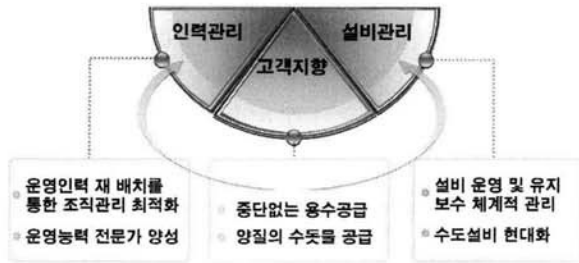 인력관리
고객지향
설비관리
운영인력 재 배치를
통한 조직관리 최적화
운영능력 전문가 양성
중단없는 용수공급
양질의 수돗물 공급
설비 운영 및 유지
보수 체계적 관리
수도설비 현대화